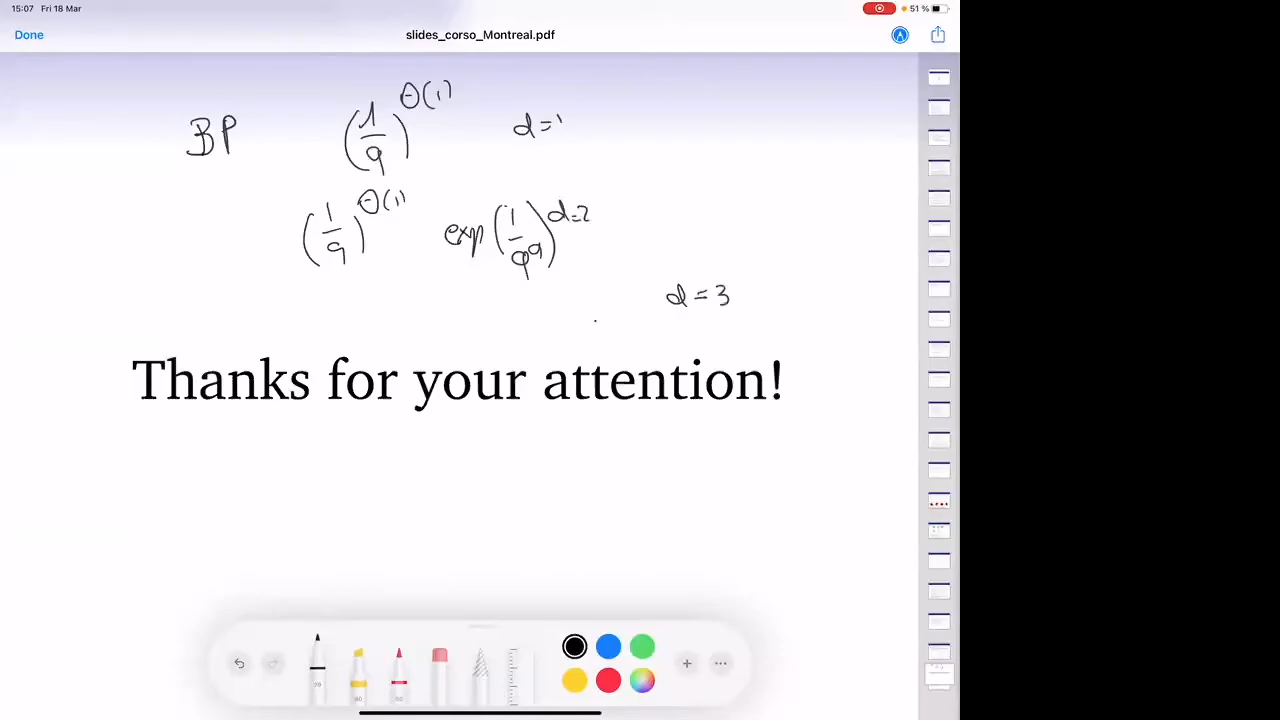 15:07 Fri 18 Mar 51 %
Done slides_corso_Montreal.pdf
BP (1/q)^Θ(1) d=1
(1/q)^Θ(1) exp(1/q^a) d=2
d=3
Thanks for your attention!